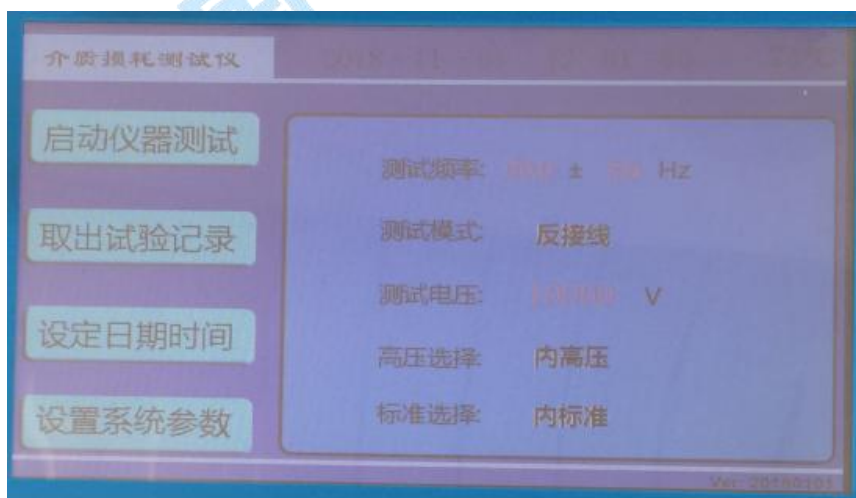 介质损耗测试仪
启动仪器测试
取出试验记录
设定日期时间
设置系统参数
测试频率: ± Hz
测试模式: 反接线
测试电压: V
高压选择: 内高压
标准选择: 内标准
Ver: 20180101